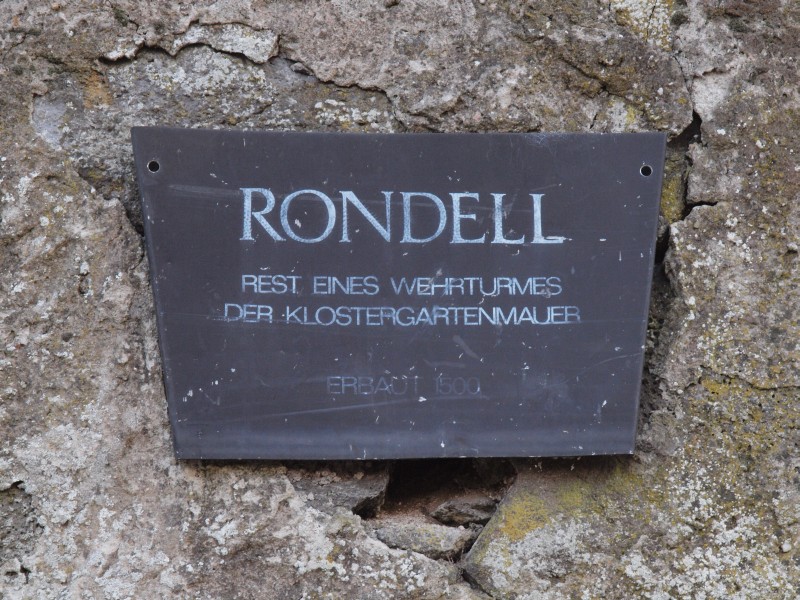 RONDELL
REST EINES WEHRTURMES
DER KLOSTERGARTENMAUER
ERBAUT 1500